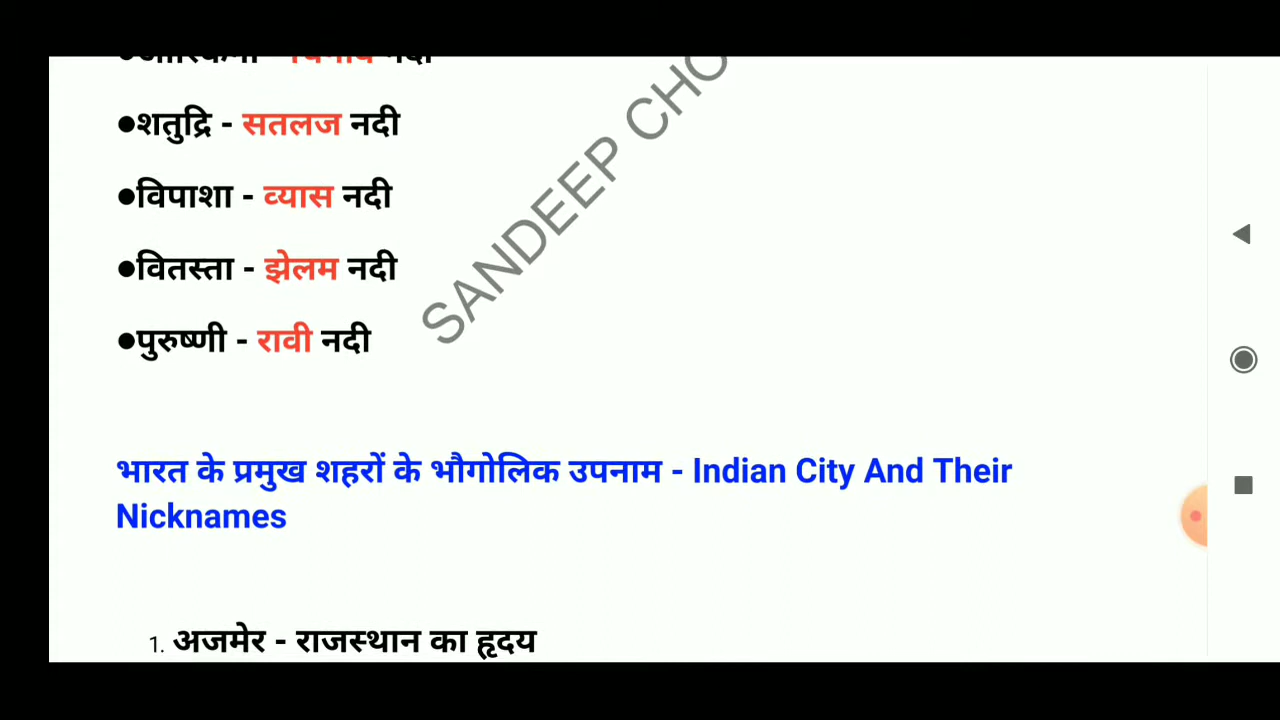 नदी
●शतुद्रि - सतलज नदी
●विपाशा - व्यास नदी
●वितस्ता - झेलम नदी
●पुरुष्णी - रावी नदी
SANDEEP
भारत के प्रमुख शहरों के भौगोलिक उपनाम - Indian City And Their
Nicknames
1. अजमेर - राजस्थान का हृदय